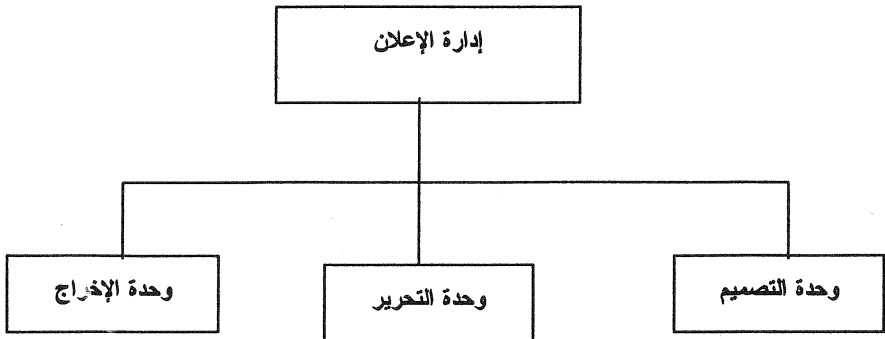 إدارة الإعلان
وحدة التصميم
وحدة التحرير
وحدة الإخراج